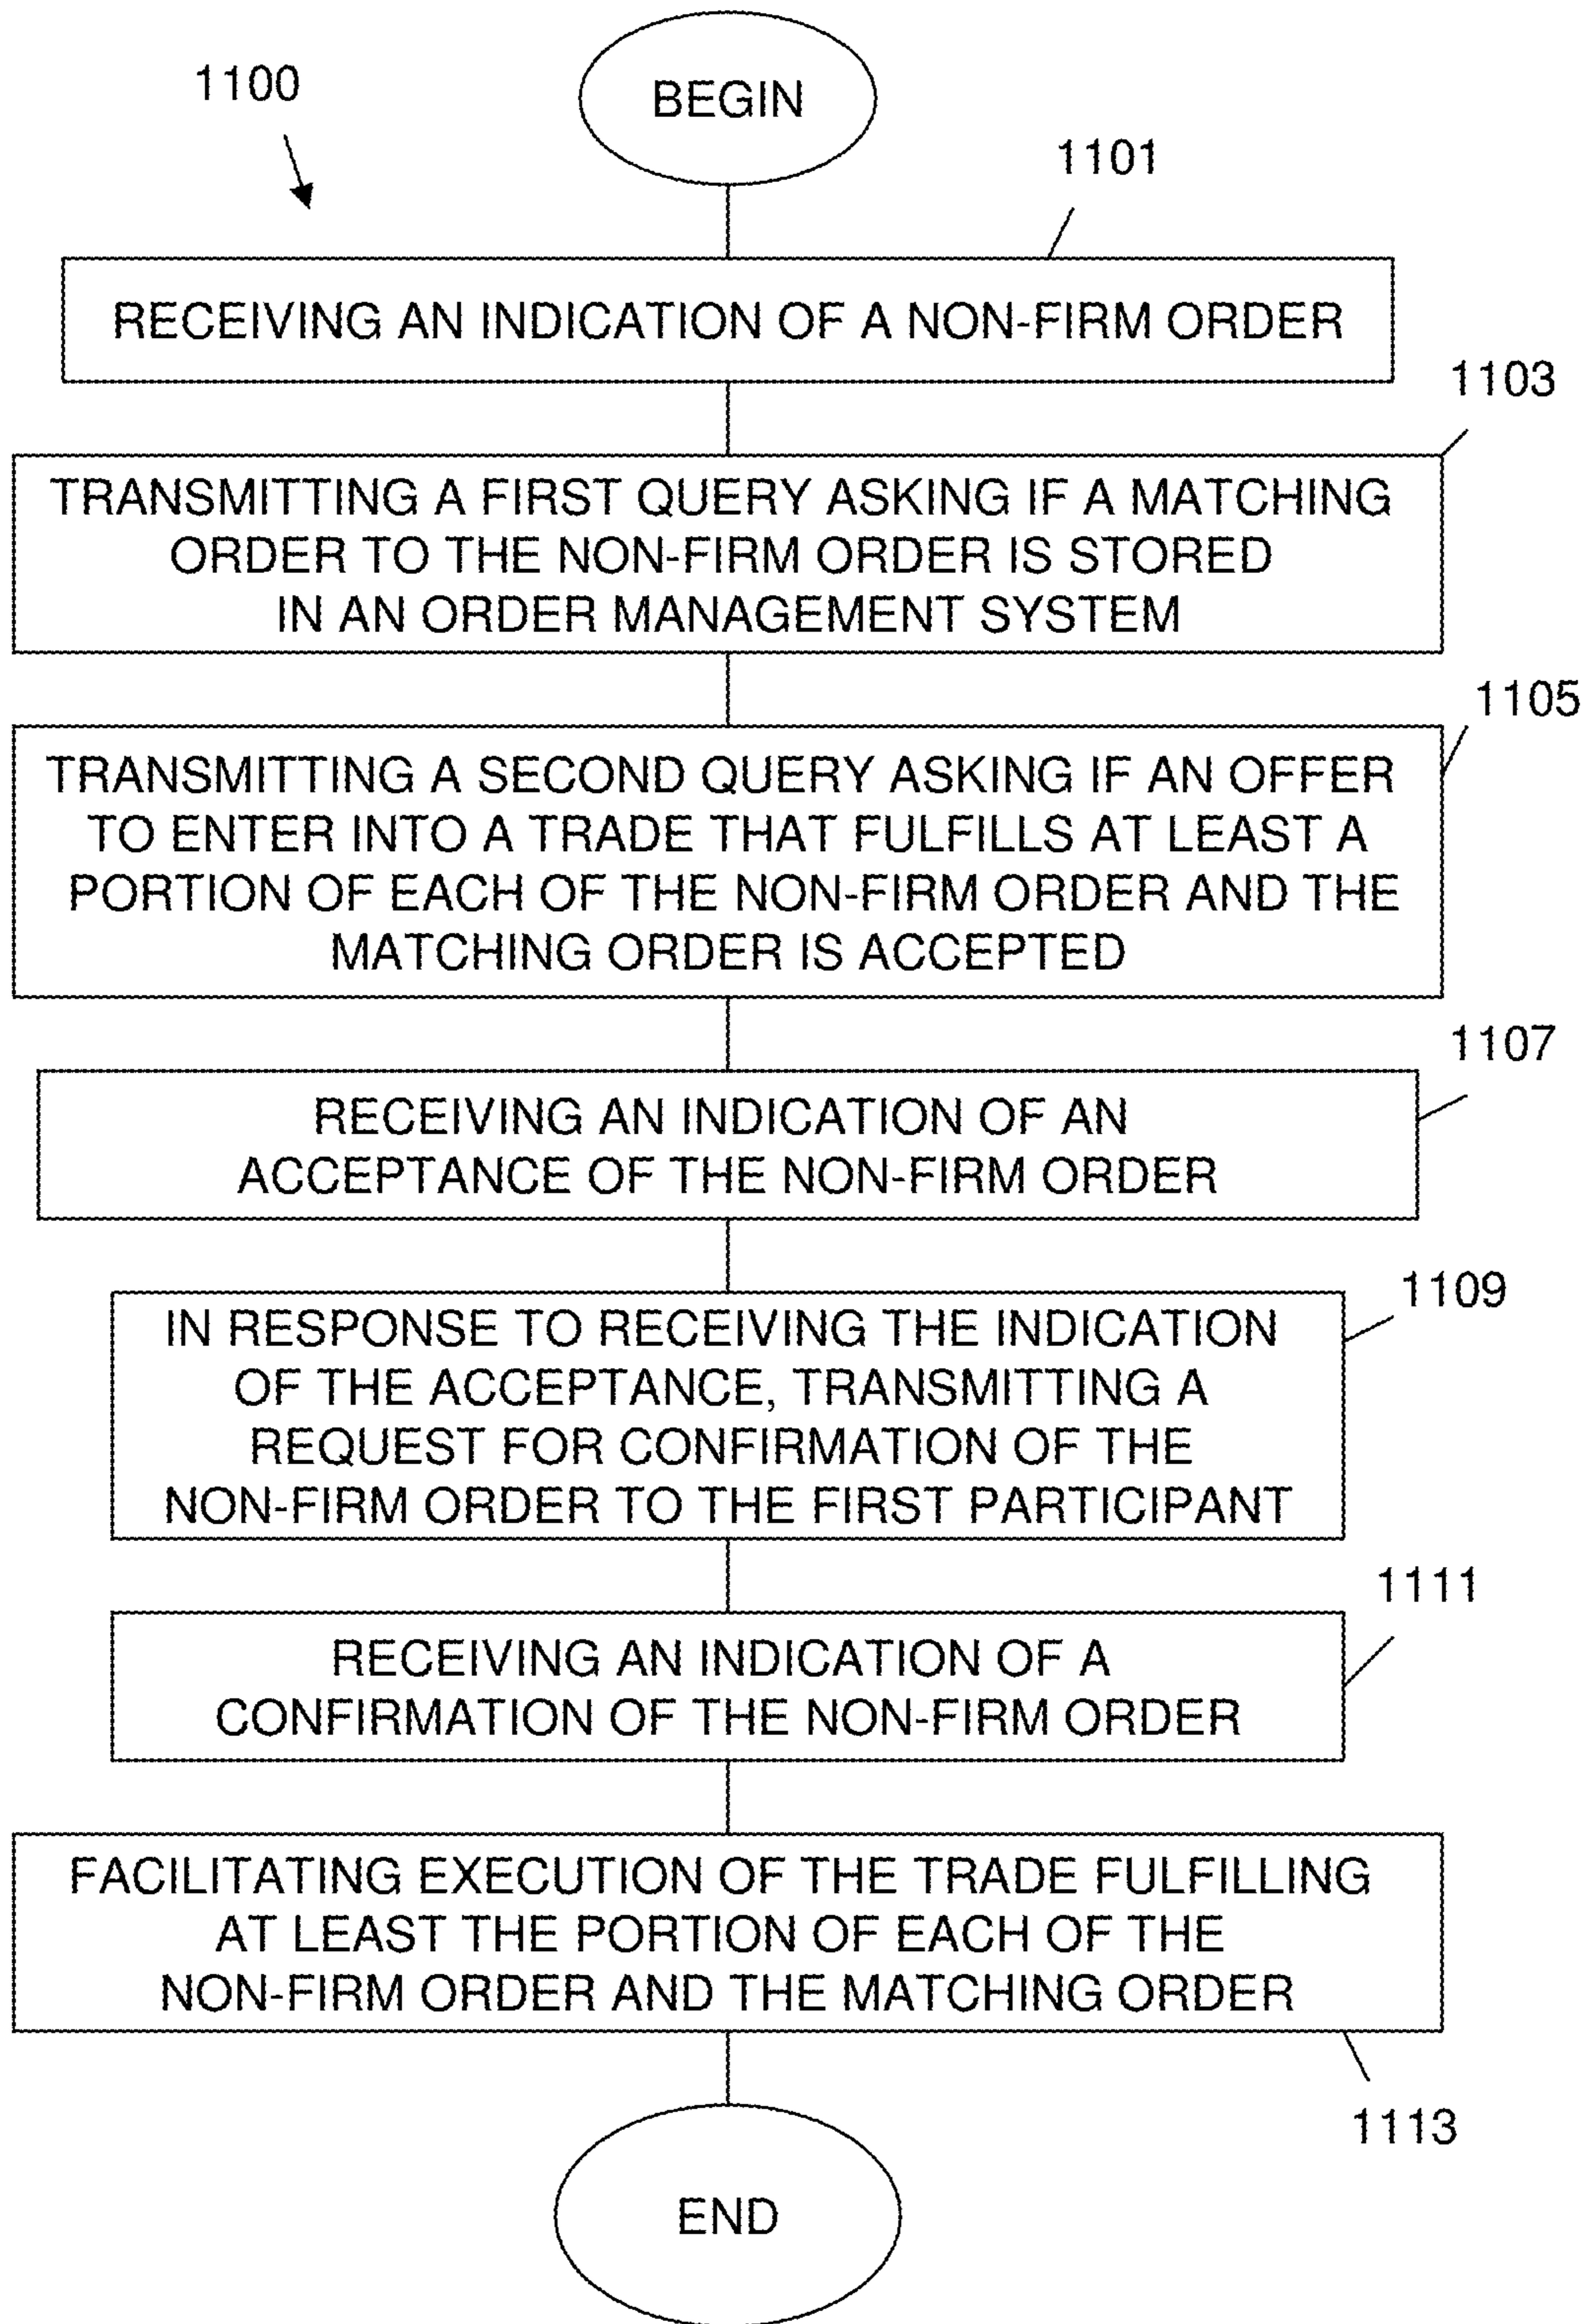 1100
BEGIN
1101
RECEIVING AN INDICATION OF A NON-FIRM ORDER
1103
TRANSMITTING A FIRST QUERY ASKING IF A MATCHING
ORDER TO THE NON-FIRM ORDER IS STORED
IN AN ORDER MANAGEMENT SYSTEM
1105
TRANSMITTING A SECOND QUERY ASKING IF AN OFFER
TO ENTER INTO A TRADE THAT FULFILLS AT LEAST A
PORTION OF EACH OF THE NON-FIRM ORDER AND THE
MATCHING ORDER IS ACCEPTED
1107
RECEIVING AN INDICATION OF AN
ACCEPTANCE OF THE NON-FIRM ORDER
1109
IN RESPONSE TO RECEIVING THE INDICATION
OF THE ACCEPTANCE, TRANSMITTING A
REQUEST FOR CONFIRMATION OF THE
NON-FIRM ORDER TO THE FIRST PARTICIPANT
1111
RECEIVING AN INDICATION OF A
CONFIRMATION OF THE NON-FIRM ORDER
FACILITATING EXECUTION OF THE TRADE FULFILLING
AT LEAST THE PORTION OF EACH OF THE
NON-FIRM ORDER AND THE MATCHING ORDER
1113
END